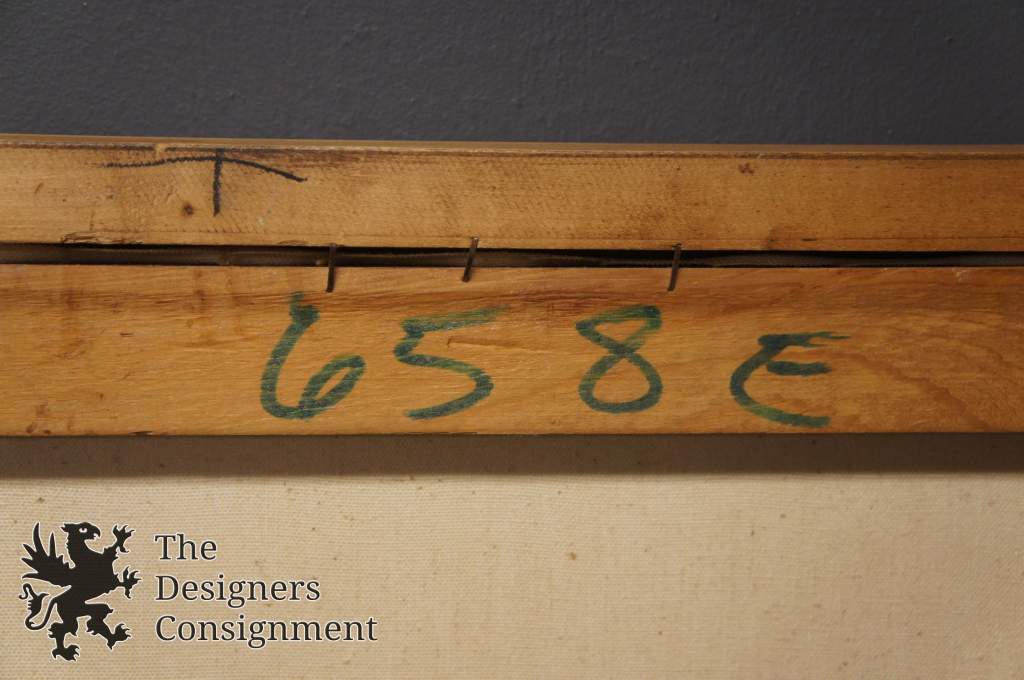 T
658E
The
Designers
Consignment